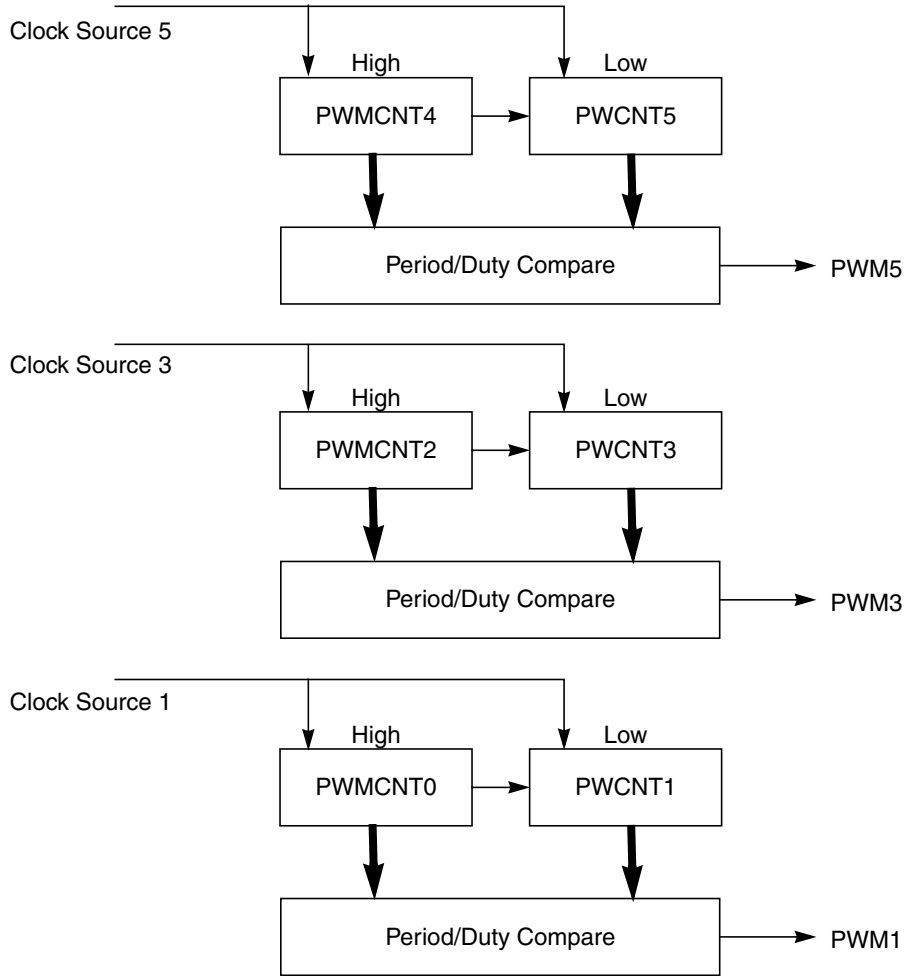 Clock Source 5
High
Low
PWMCNT4
PWCNT5
Period/Duty Compare
PWM5
Clock Source 3
High
Low
PWMCNT2
PWCNT3
Period/Duty Compare
PWM3
Clock Source 1
High
Low
PWMCNT0
PWCNT1
Period/Duty Compare
PWM1